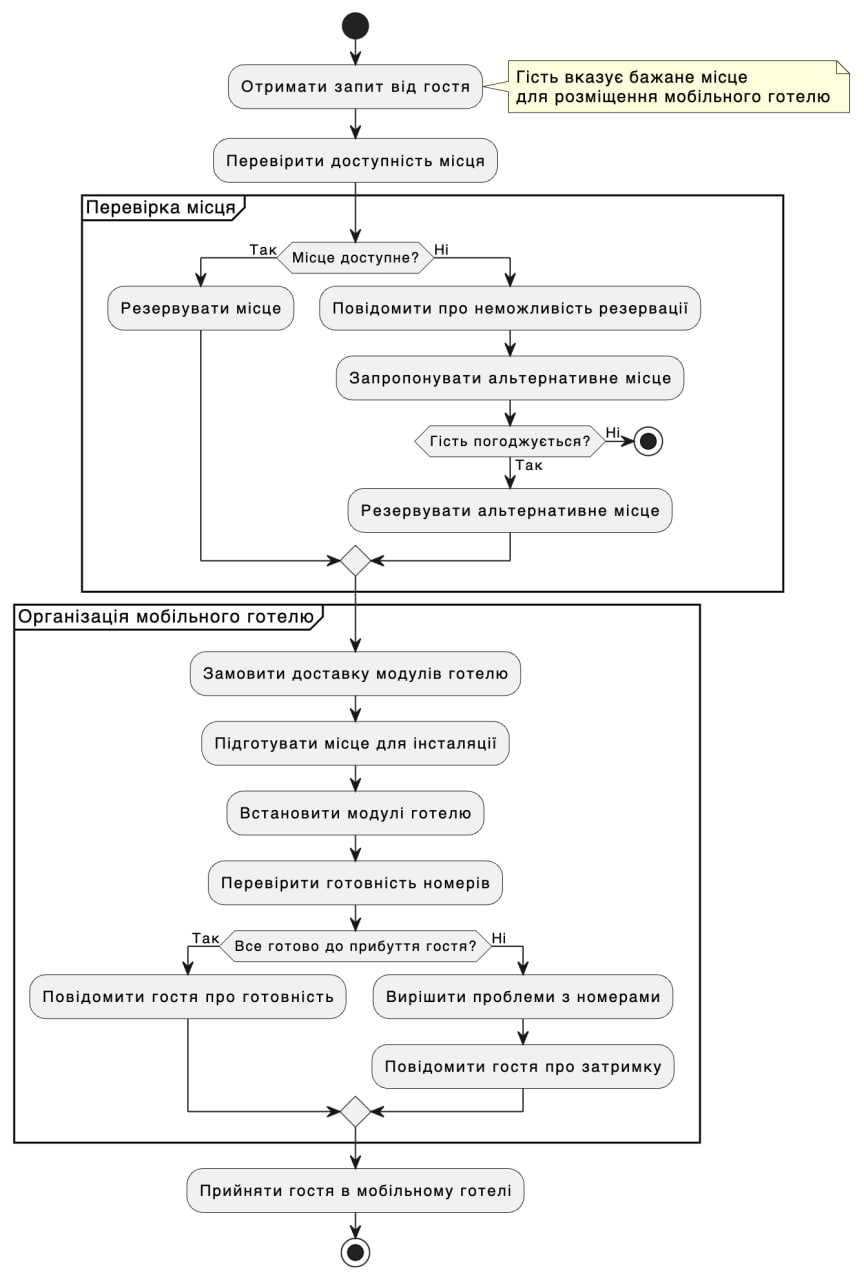 Отримати запит від гостя
Гість вказує бажане місце
для розміщення мобільного готелю
Перевірити доступність місця
Перевірка місця
Так
Місце доступне?
Ні
Резервувати місце
Повідомити про неможливість резервації
Запропонувати альтернативне місце
Гість погоджується?
Ні
Так
Резервувати альтернативне місце
Організація мобільного готелю
Замовити доставку модулів готелю
Підготувати місце для інсталяції
Встановити модулі готелю
Перевірити готовність номерів
Так
Все готово до прибуття гостя?
Ні
Повідомити гостя про готовність
Вирішити проблеми з номерами
Повідомити гостя про затримку
Прийняти гостя в мобільному готелі